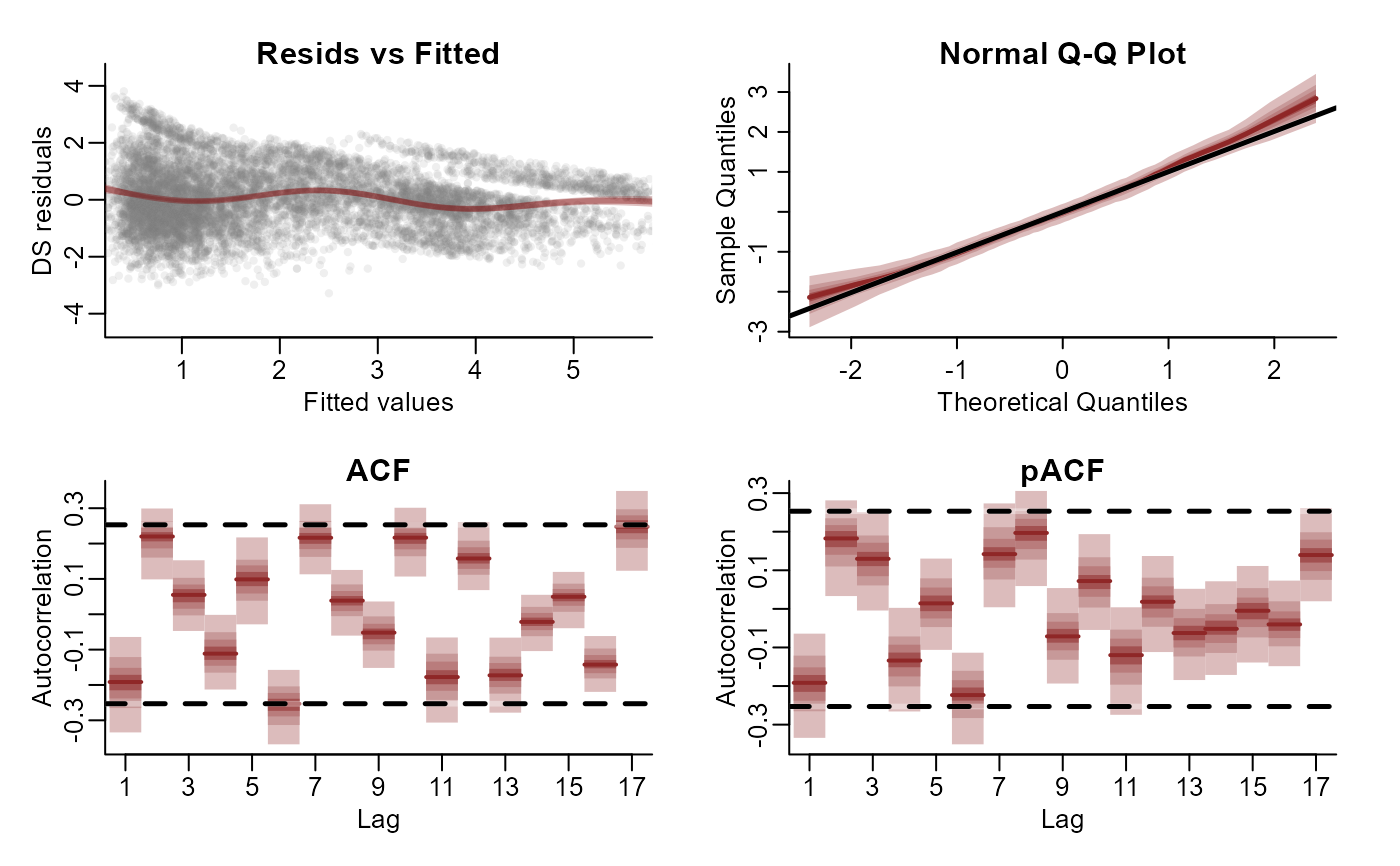 Resids vs Fitted
DS residuals
4
2
0
-2
-4
1 2 3 4 5
Fitted values
Normal Q-Q Plot
Sample Quantiles
3
2
1
-1
-3
-2 -1 0 1 2
Theoretical Quantiles
ACF
Autocorrelation
0.3
0.1
-0.1
-0.3
1 3 5 7 9 11 13 15 17
Lag
pACF
Autocorrelation
0.3
0.1
-0.1
-0.3
1 3 5 7 9 11 13 15 17
Lag